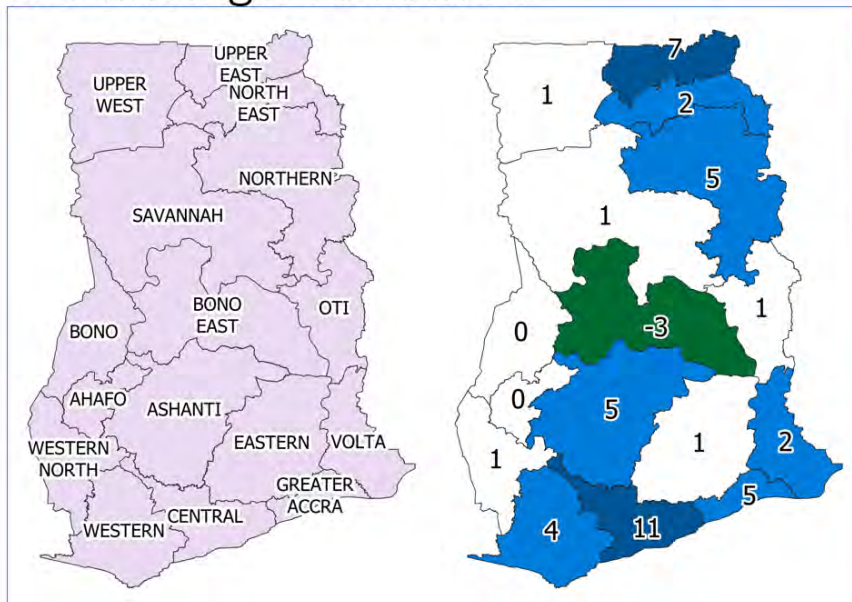 UPPER
WEST
UPPER
EAST
NORTH
EAST
NORTHERN
SAVANNAH
BONO
EAST
OTI
BONO
AHAFO
ASHANTI
EASTERN
VOLTA
WESTERN
NORTH
GREATER
ACCRA
CENTRAL
WESTERN
7
1
2
5
1
-3
1
0
0
5
1
2
1
5
4
11